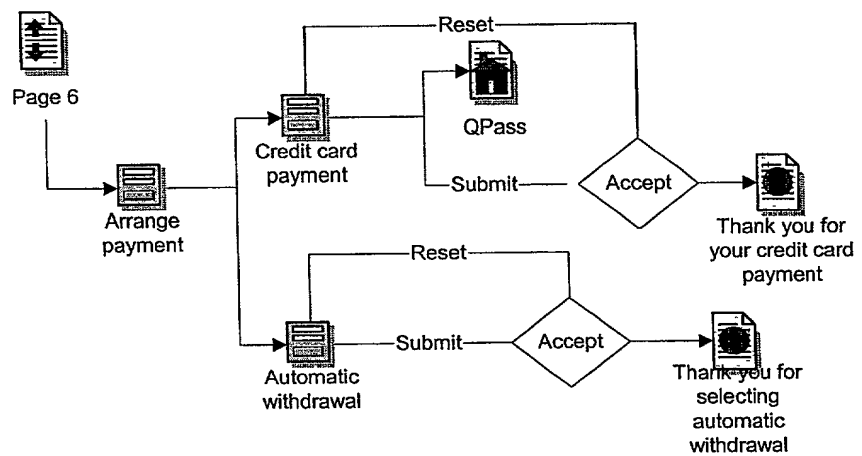 Reset
Page 6
QPass
Credit card
payment
Submit
Accept
Arrange
payment
Thank you for
your credit card
payment
Reset
Submit
Accept
Automatic
withdrawal
Thank you for
selecting
automatic
withdrawal